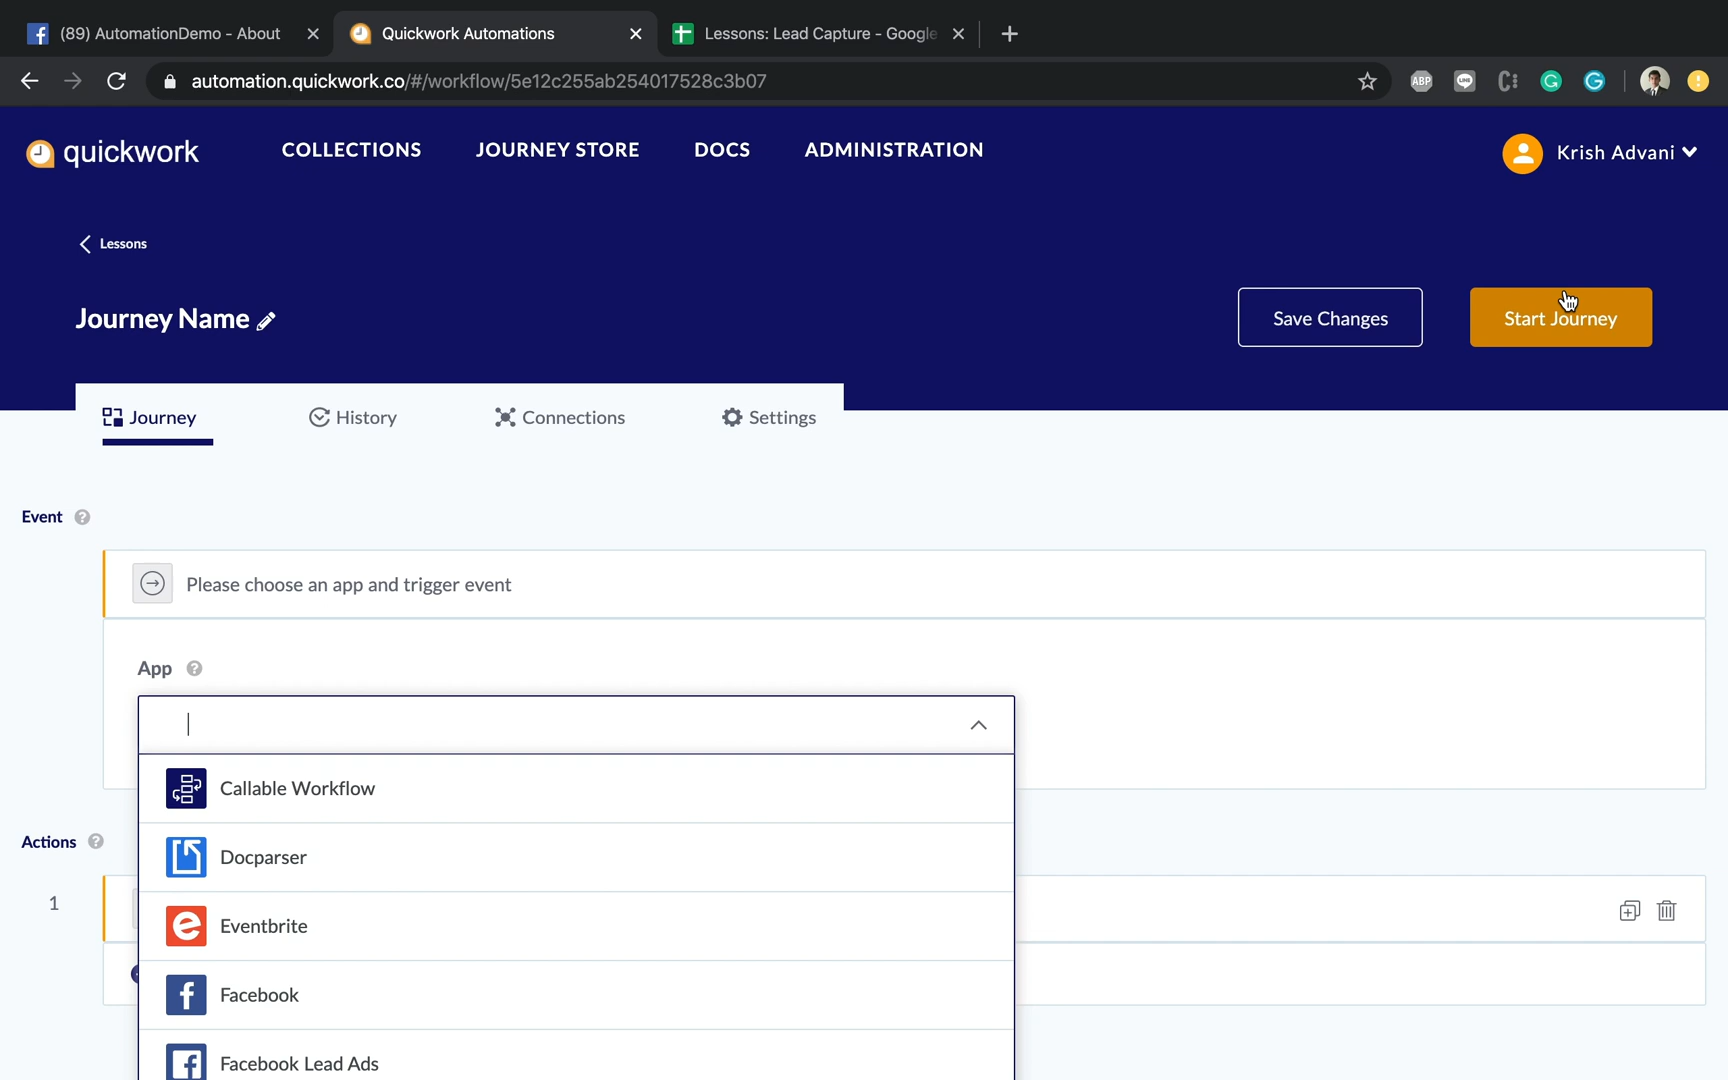 (89) AutomationDemo - About
Quickwork Automations
Lessons: Lead Capture - Google
automation.quickwork.co/#/workflow/5e12c255ab254017528c3b07
ABP
quickwork
COLLECTIONS
JOURNEY STORE
DOCS
ADMINISTRATION
Krish Advani
Lessons
Journey Name
Save Changes
Start Journey
Journey
History
Connections
Settings
Event
Please choose an app and trigger event
App
Callable Workflow
Docparser
Actions
1
Eventbrite
Facebook
Facebook Lead Ads